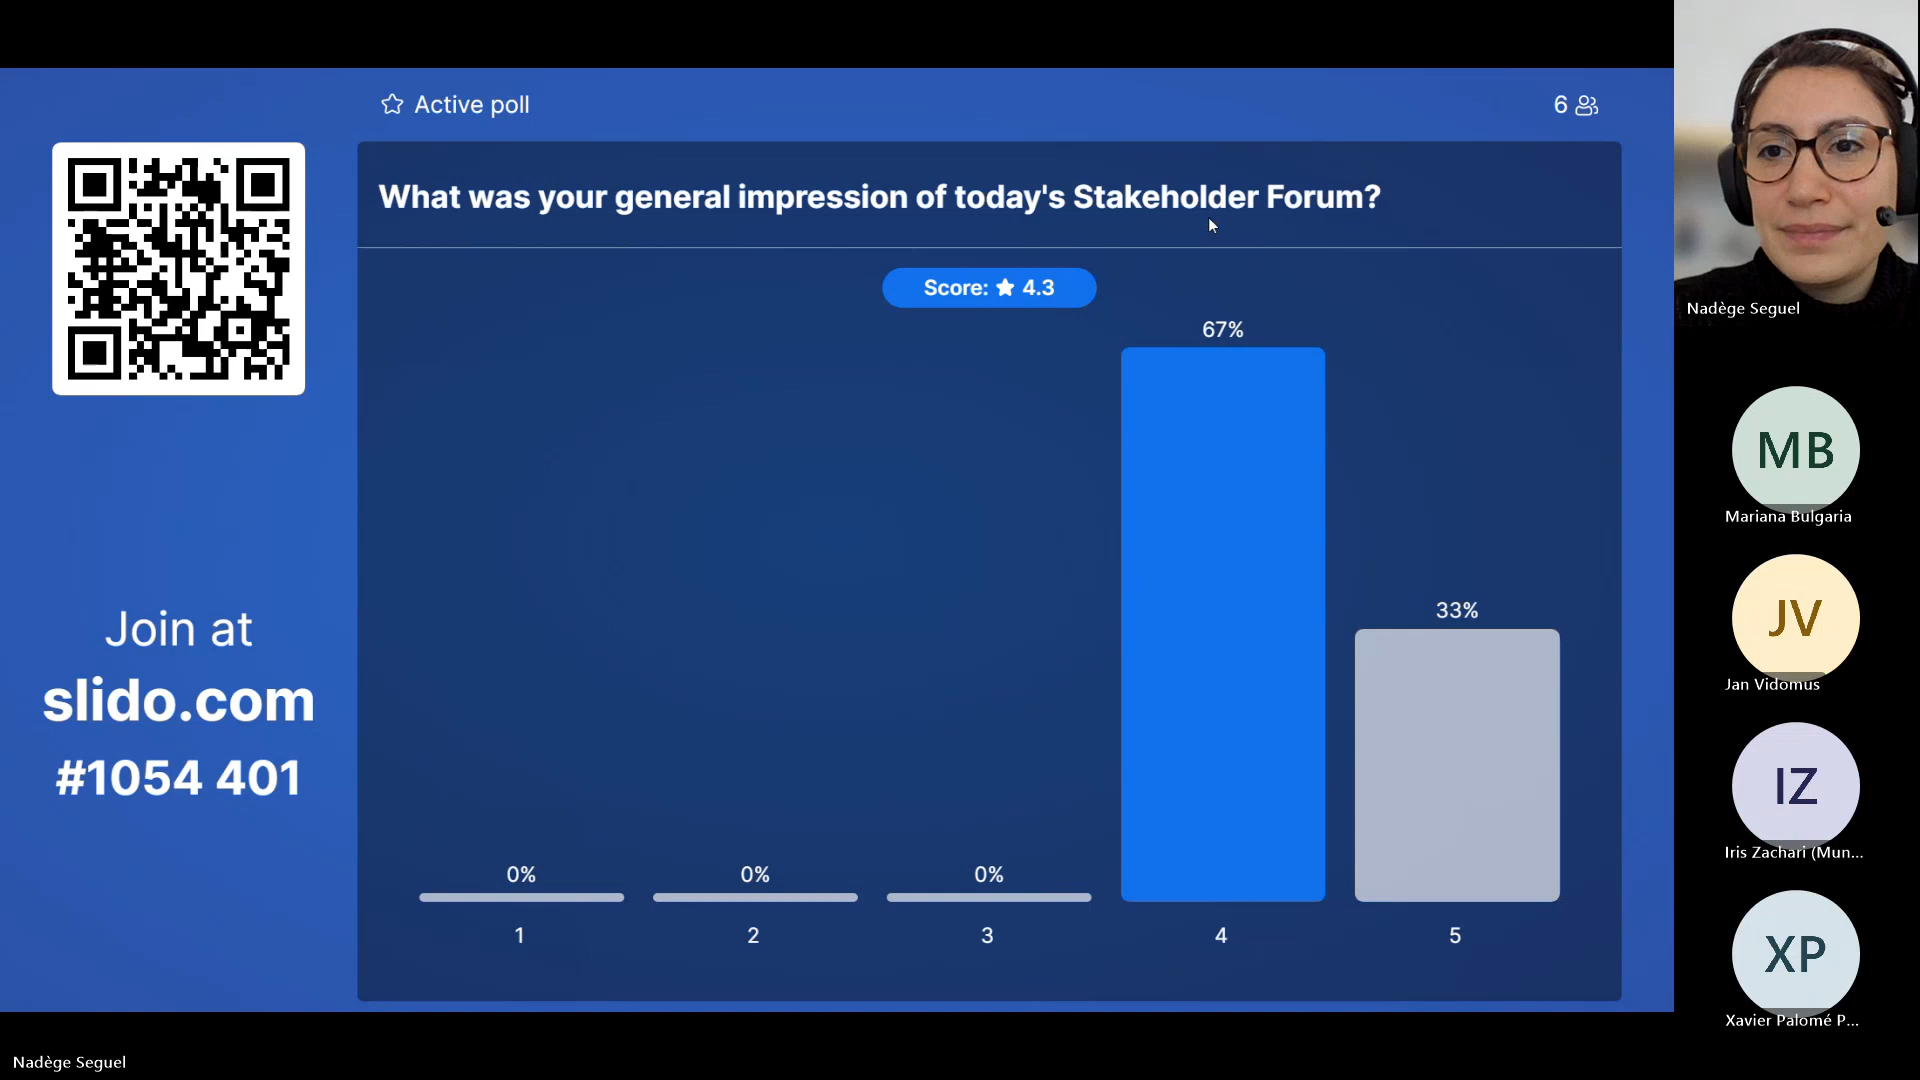 Active poll
6
What was your general impression of today's Stakeholder Forum?
Score: 4.3
67%
33%
0%
0%
0%
1
2
3
4
5
Join at
slido.com
#1054 401
Nadège Seguel
MB
Mariana Bulgaria
JV
Jan Vidomus
IZ
Iris Zachari (Mun...
XP
Xavier Palomé P...
Nadège Seguel